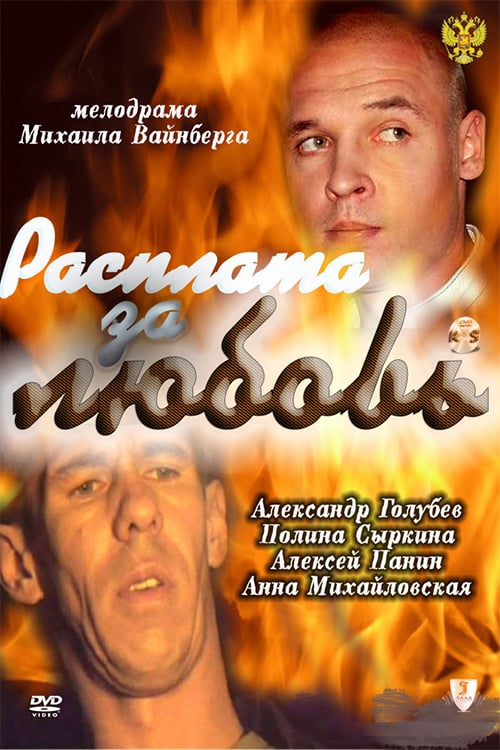 мелодрама
Михаила Вайнберга
Расплата
за
любовь
Александр Голубев
Полина Сыркина
Алексей Панин
Анна Михайловская
DVD
VIDEO